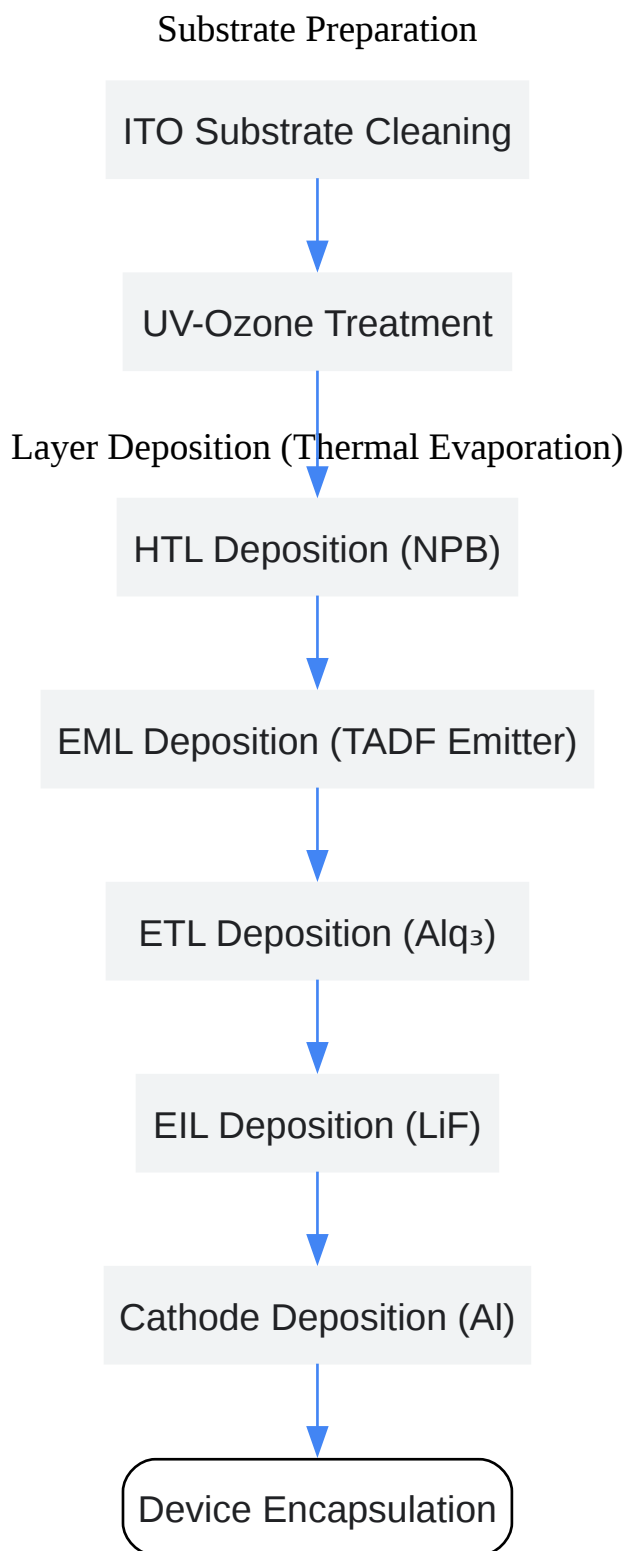 Substrate Preparation
ITO Substrate Cleaning
UV-Ozone Treatment
Layer Deposition (Thermal Evaporation)
HTL Deposition (NPB)
EML Deposition (TADF Emitter)
ETL Deposition (Alq₃)
EIL Deposition (LiF)
Cathode Deposition (Al)
Device Encapsulation